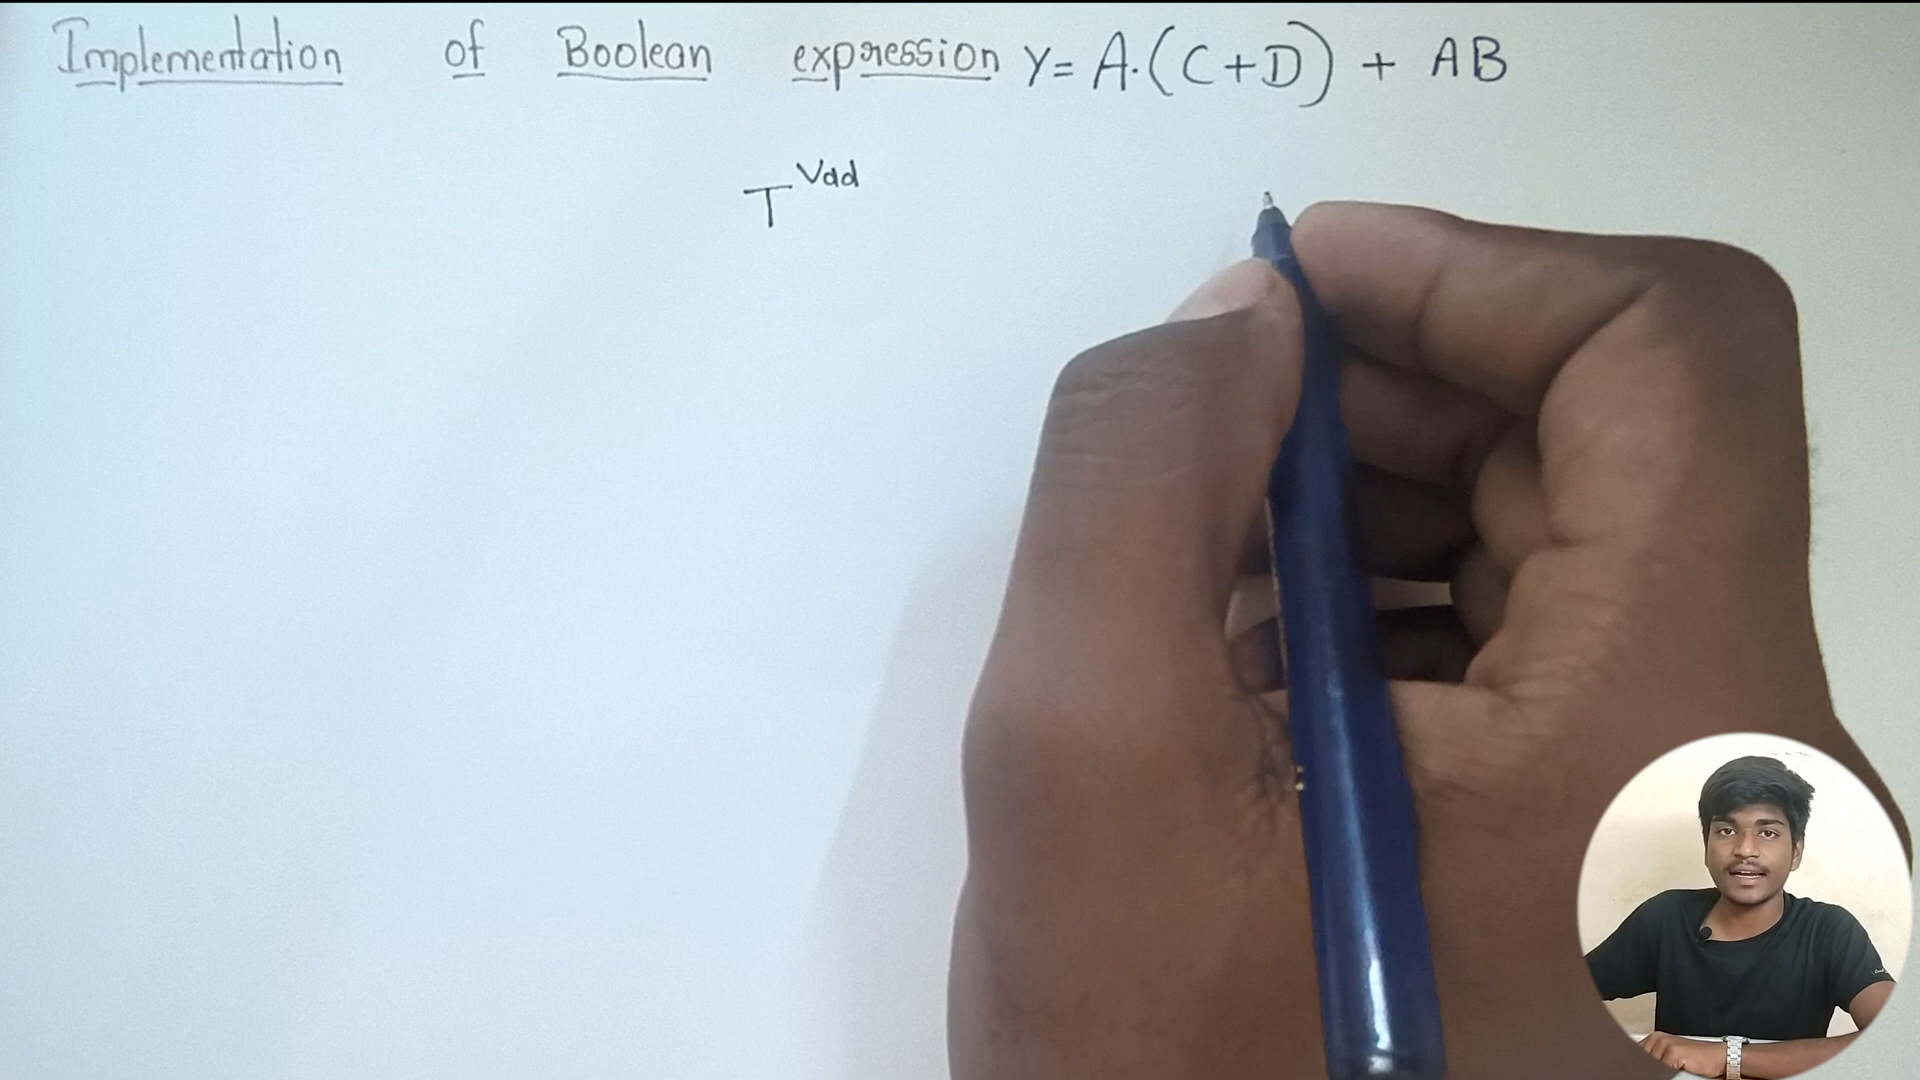 Implementation of Boolean expression Y= A.(C+D) + AB
Vdd